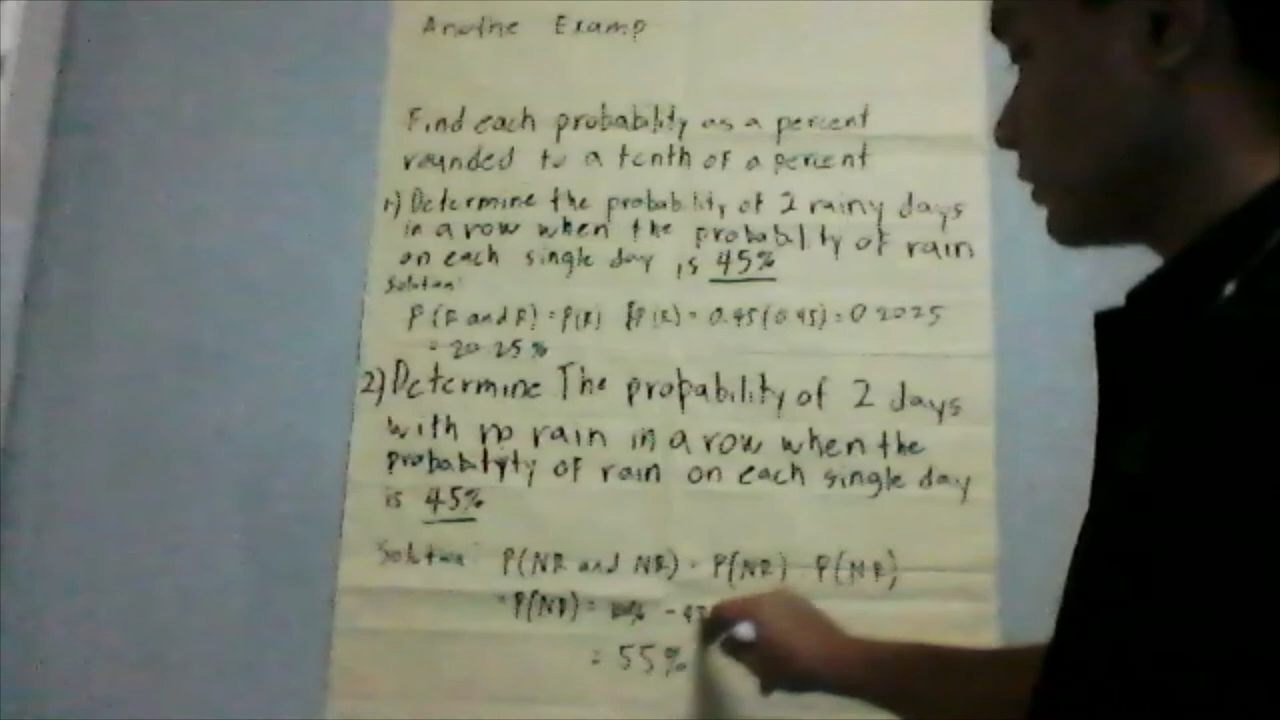 Anothe Examp
Find each probability as a percent
rounded to a tenth of a percent
1) Determine the probability of 2 rainy days
in a row when the probability of rain
on each single day is 45%
Solution:
P(R and R) = P(R) P(R) = 0.45(0.45) = 0.2025
= 20.25%
2) Determine The probability of 2 days
with no rain in a row when the
probabtyty of rain on each single day
is 45%
Solution: P(NR and NR) = P(NR) P(NR)
P(NR) = 100% - 45
= 55%